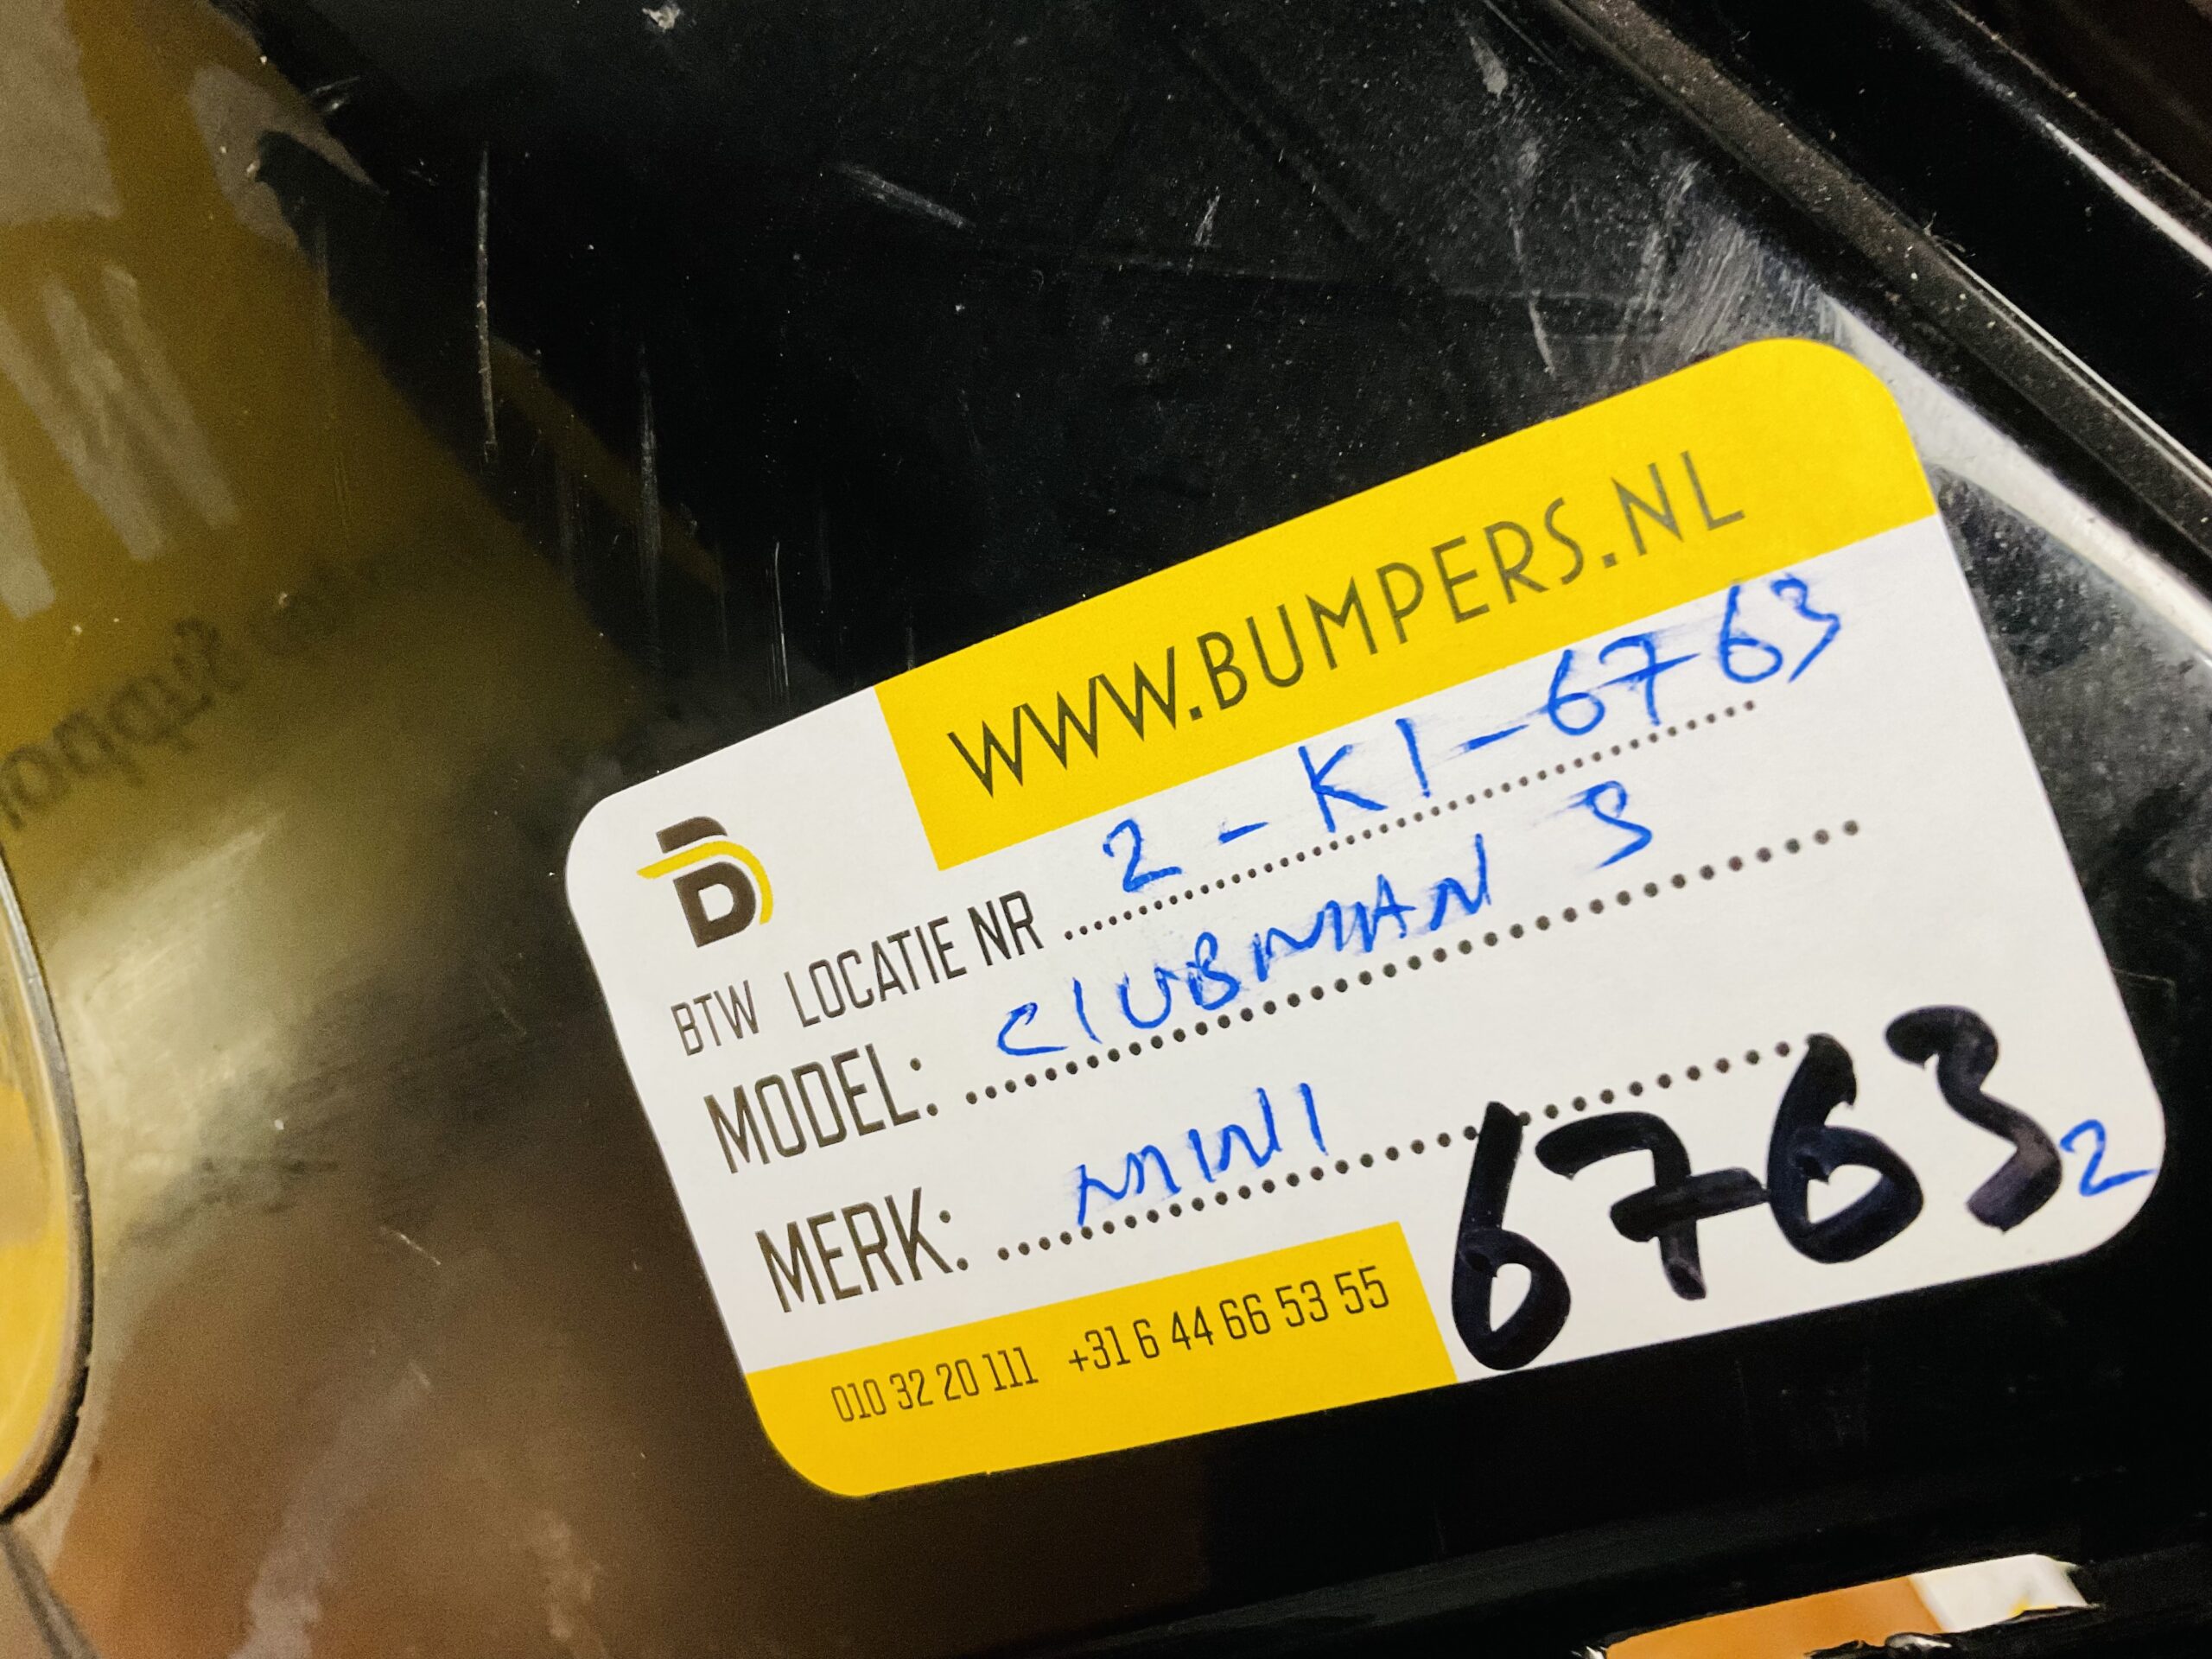 WWW.BUMPERS.NL
BTW LOCATIE NR 2-K1-6763
MODEL: CLUBMAN S
MERK: MINI
6763 2
010 32 20 111 +31 6 44 66 53 55